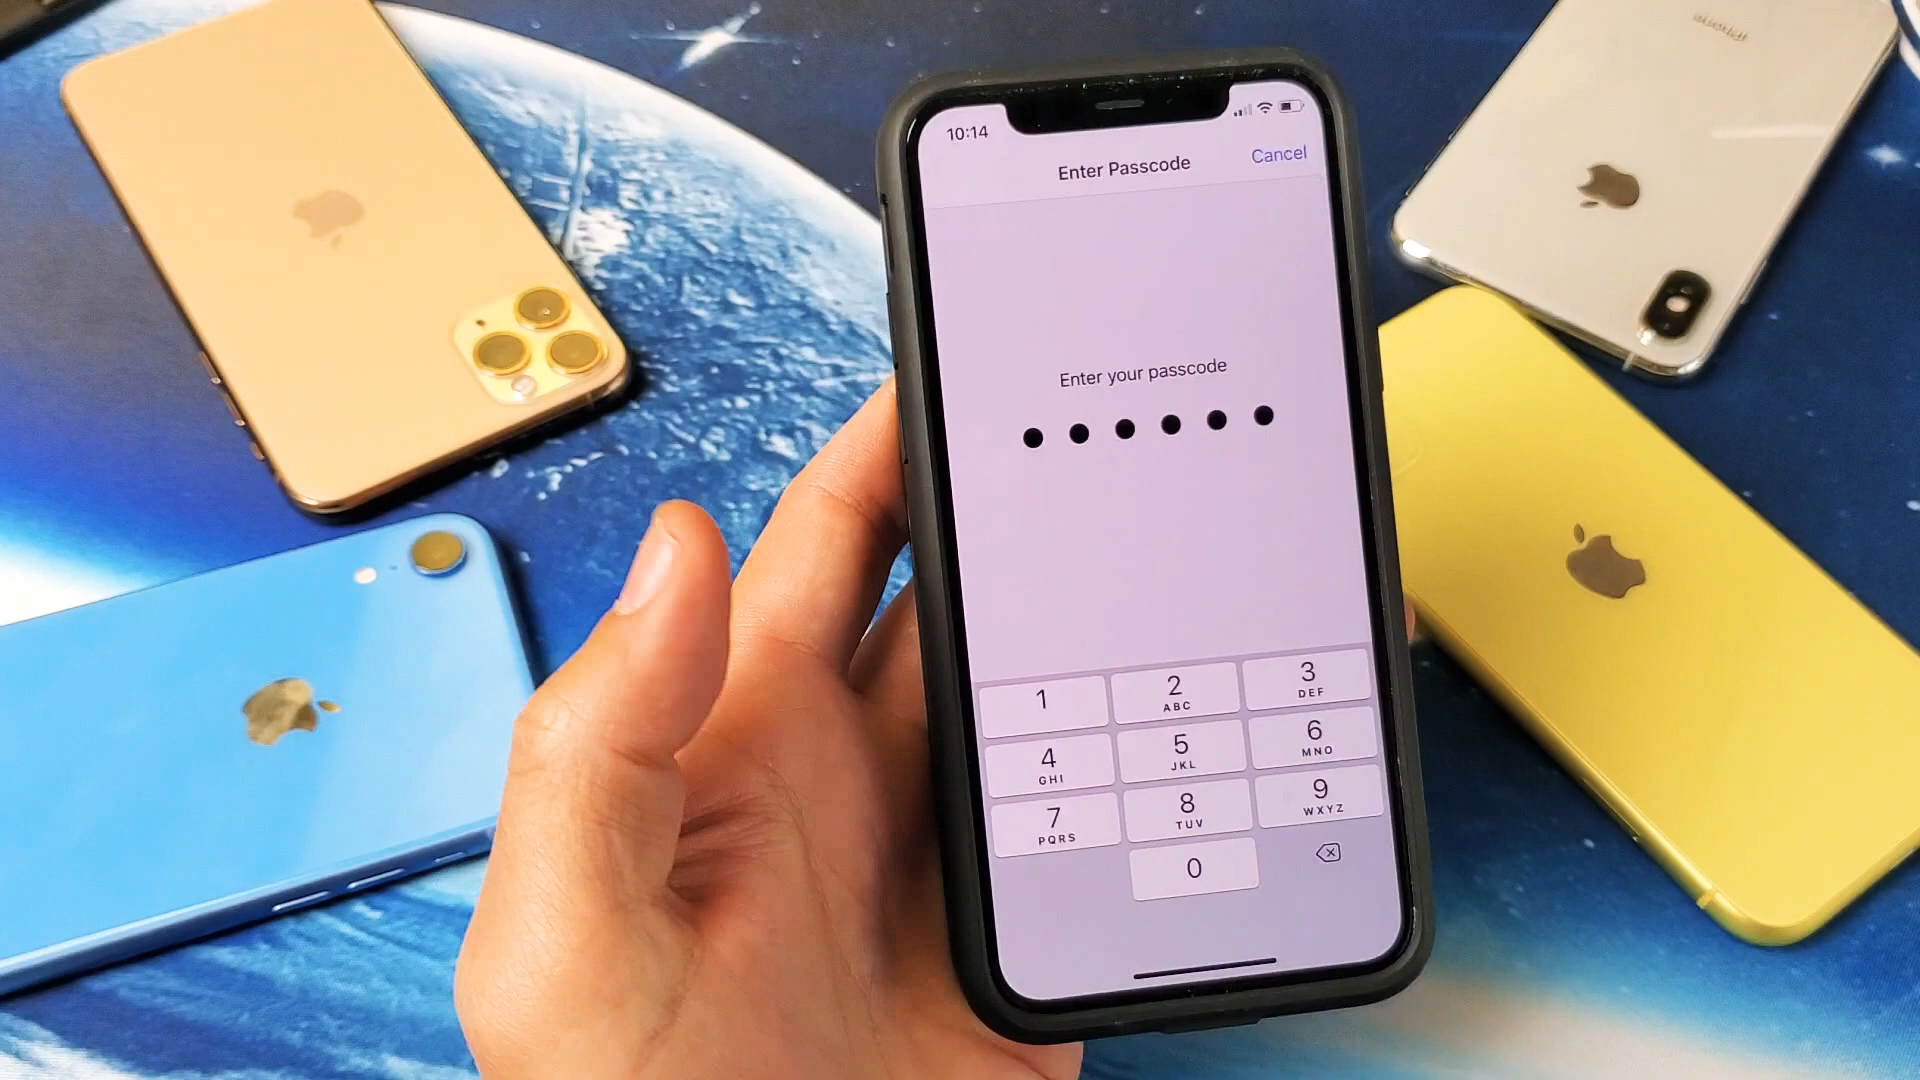 iPhone
10:14
Enter Passcode
Cancel
Enter your passcode
1
2
ABC
3
DEF
4
GHI
5
JKL
6
MNO
7
PQRS
8
TUV
9
WXYZ
0